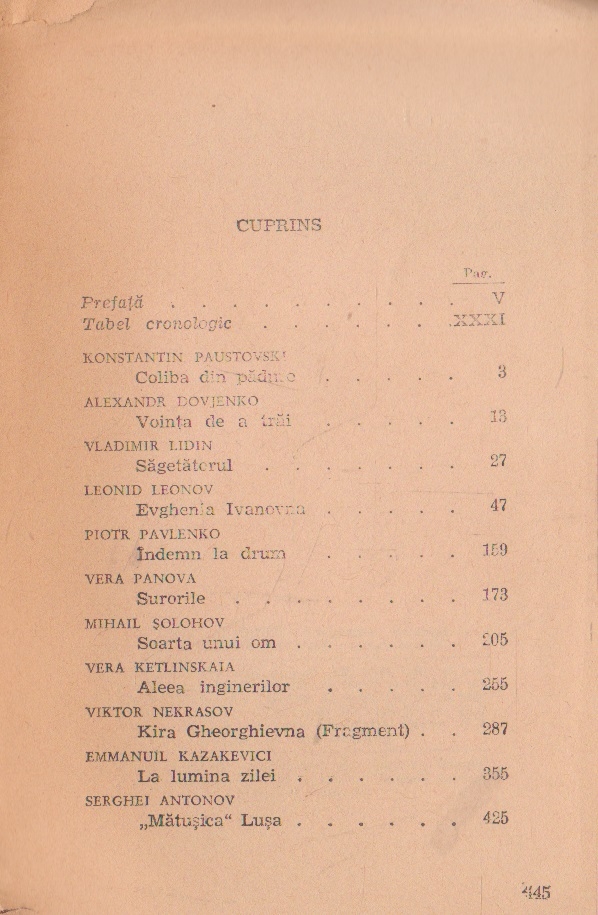 CUPRINS
Pag.
Prefață . . . . . . . . . . V
Tabel cronologic . . . . . . . XXXI
KONSTANTIN PAUSTOVSKI
Coliba din pădure . . . . . 3
ALEXANDR DOVJENKO
Voința de a trăi . . . . . 13
VLADIMIR LIDIN
Săgetătorul . . . . . . . 27
LEONID LEONOV
Evghenia Ivanovna . . . . . 47
PIOTR PAVLENKO
Îndemn la drum . . . . . 159
VERA PANOVA
Surorile . . . . . . . . 173
MIHAIL ȘOLOHOV
Soarta unui om . . . . . . 205
VERA KETLINSKAIA
Aleea inginerilor . . . . . 255
VIKTOR NEKRASOV
Kira Gheorghievna (Fragment) . . 287
EMMANUIL KAZAKEVICI
La lumina zilei . . . . . . 355
SERGHEI ANTONOV
„Mătușica“ Lușa . . . . . . 425
445